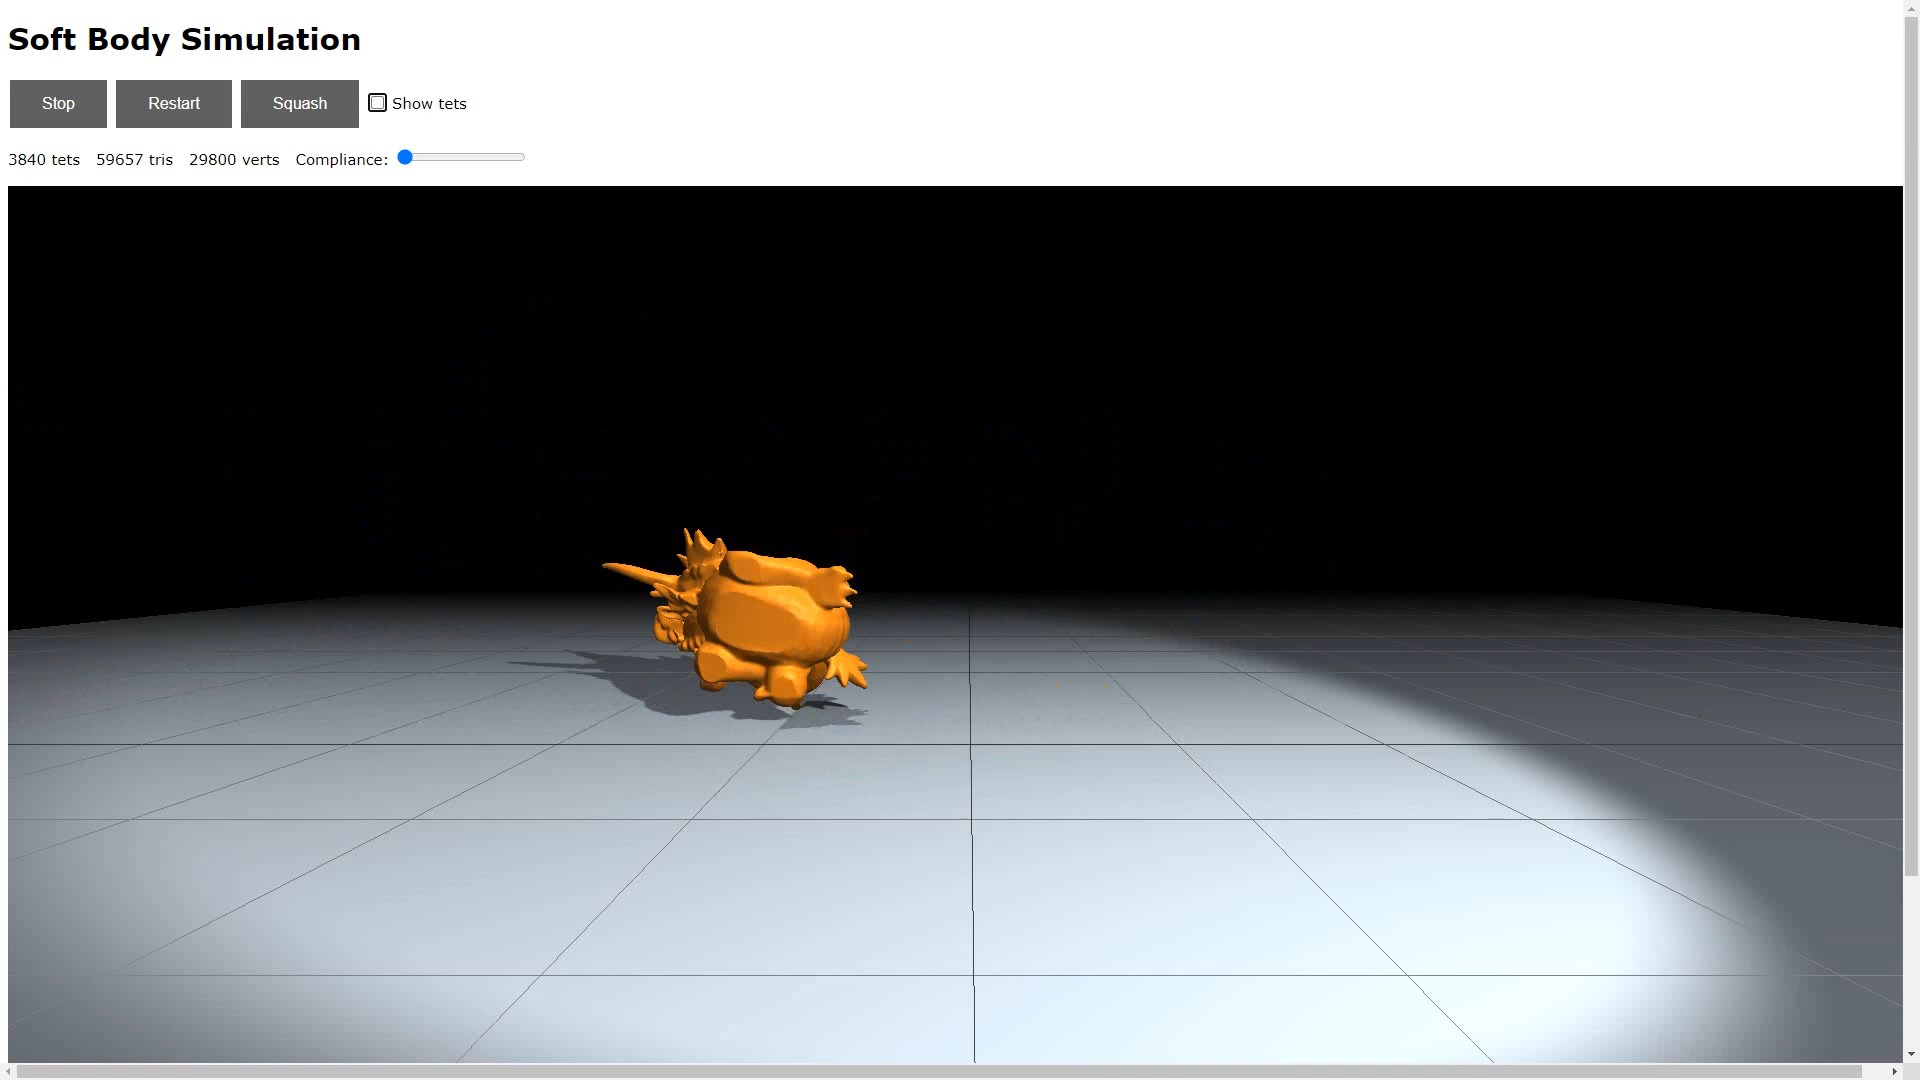 Soft Body Simulation
Stop Restart Squash Show tets
3840 tets 59657 tris 29800 verts Compliance: